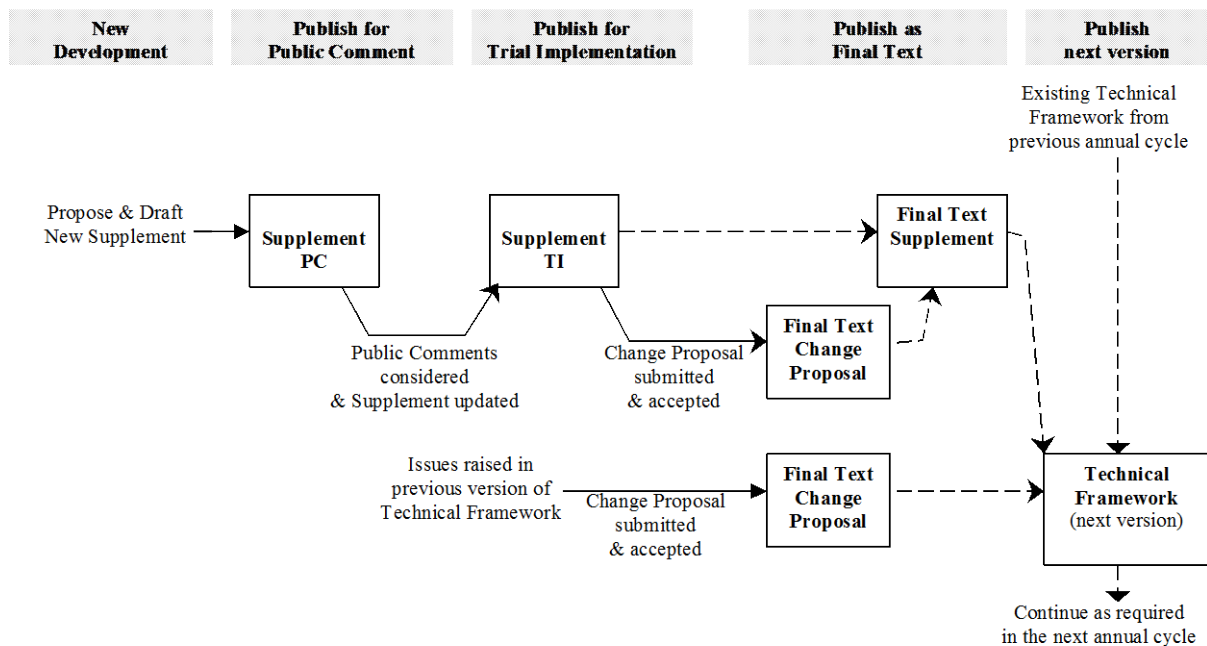 New
Development
Publish for
Public Comment
Publish for
Trial Implementation
Publish as
Final Text
Publish
next version
Existing Technical
Framework from
previous annual cycle
Propose & Draft
New Supplement
Supplement
PC
Supplement
TI
Final Text
Supplement
Public Comments
considered
& Supplement updated
Change Proposal
submitted
& accepted
Final Text
Change
Proposal
Issues raised in
previous version of
Technical Framework
Change Proposal
submitted
& accepted
Final Text
Change
Proposal
Technical
Framework
(next version)
Continue as required
in the next annual cycle